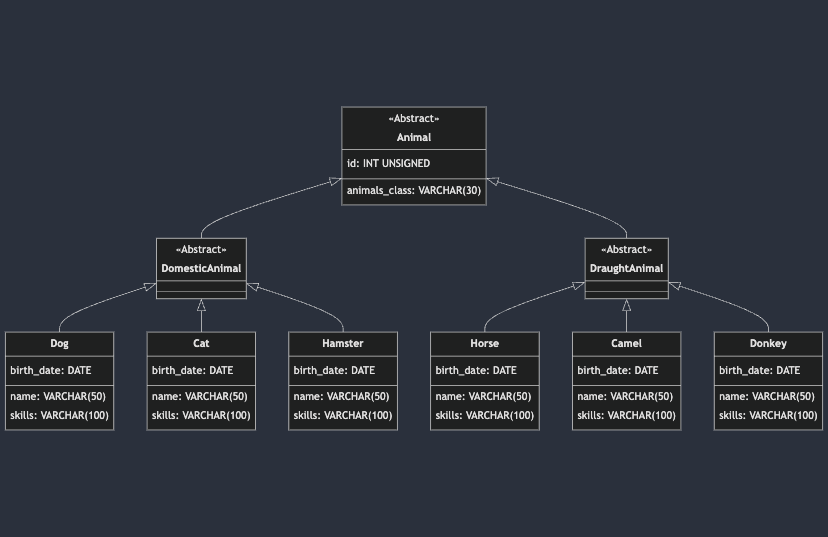 «Abstract»
Animal
id: INT UNSIGNED
animals_class: VARCHAR(30)
«Abstract»
DomesticAnimal
«Abstract»
DraughtAnimal
Dog
birth_date: DATE
name: VARCHAR(50)
skills: VARCHAR(100)
Cat
birth_date: DATE
name: VARCHAR(50)
skills: VARCHAR(100)
Hamster
birth_date: DATE
name: VARCHAR(50)
skills: VARCHAR(100)
Horse
birth_date: DATE
name: VARCHAR(50)
skills: VARCHAR(100)
Camel
birth_date: DATE
name: VARCHAR(50)
skills: VARCHAR(100)
Donkey
birth_date: DATE
name: VARCHAR(50)
skills: VARCHAR(100)